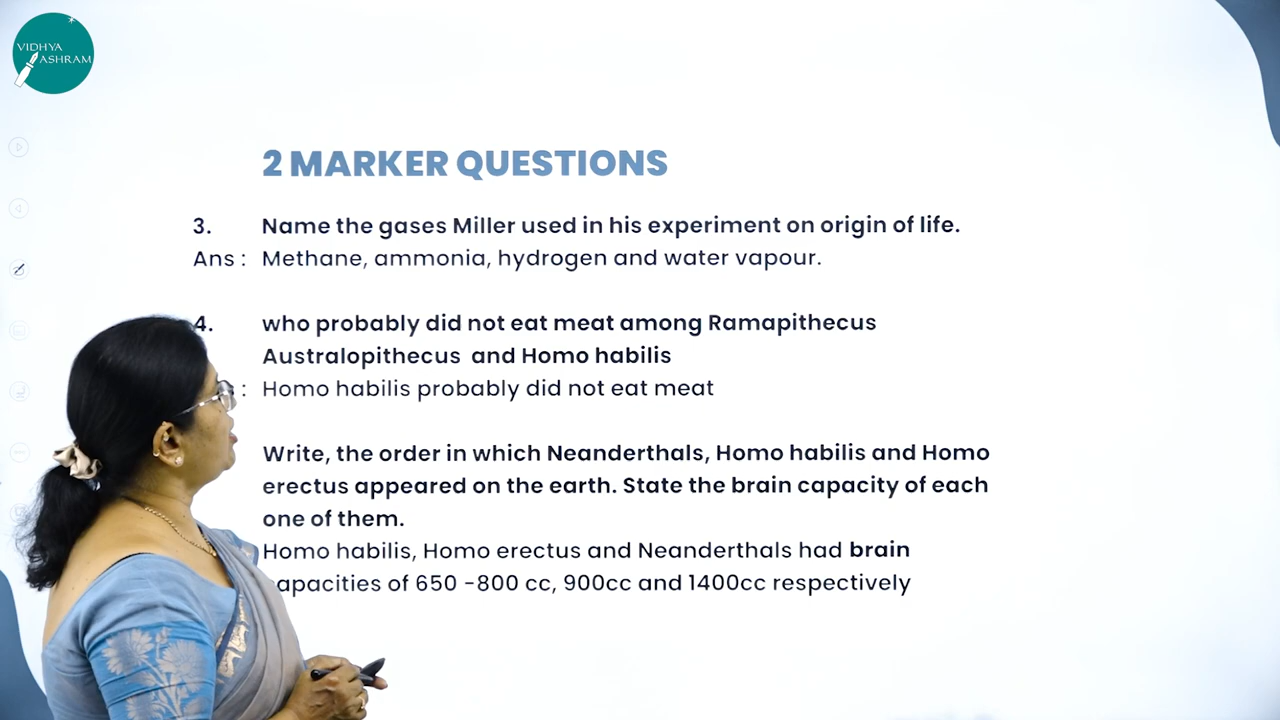 VIDHYA
ASHRAM
2 MARKER QUESTIONS
3. Name the gases Miller used in his experiment on origin of life.
Ans : Methane, ammonia, hydrogen and water vapour.
4. who probably did not eat meat among Ramapithecus
Australopithecus and Homo habilis
: Homo habilis probably did not eat meat
Write, the order in which Neanderthals, Homo habilis and Homo
erectus appeared on the earth. State the brain capacity of each
one of them.
Homo habilis, Homo erectus and Neanderthals had brain
capacities of 650 -800 cc, 900cc and 1400cc respectively